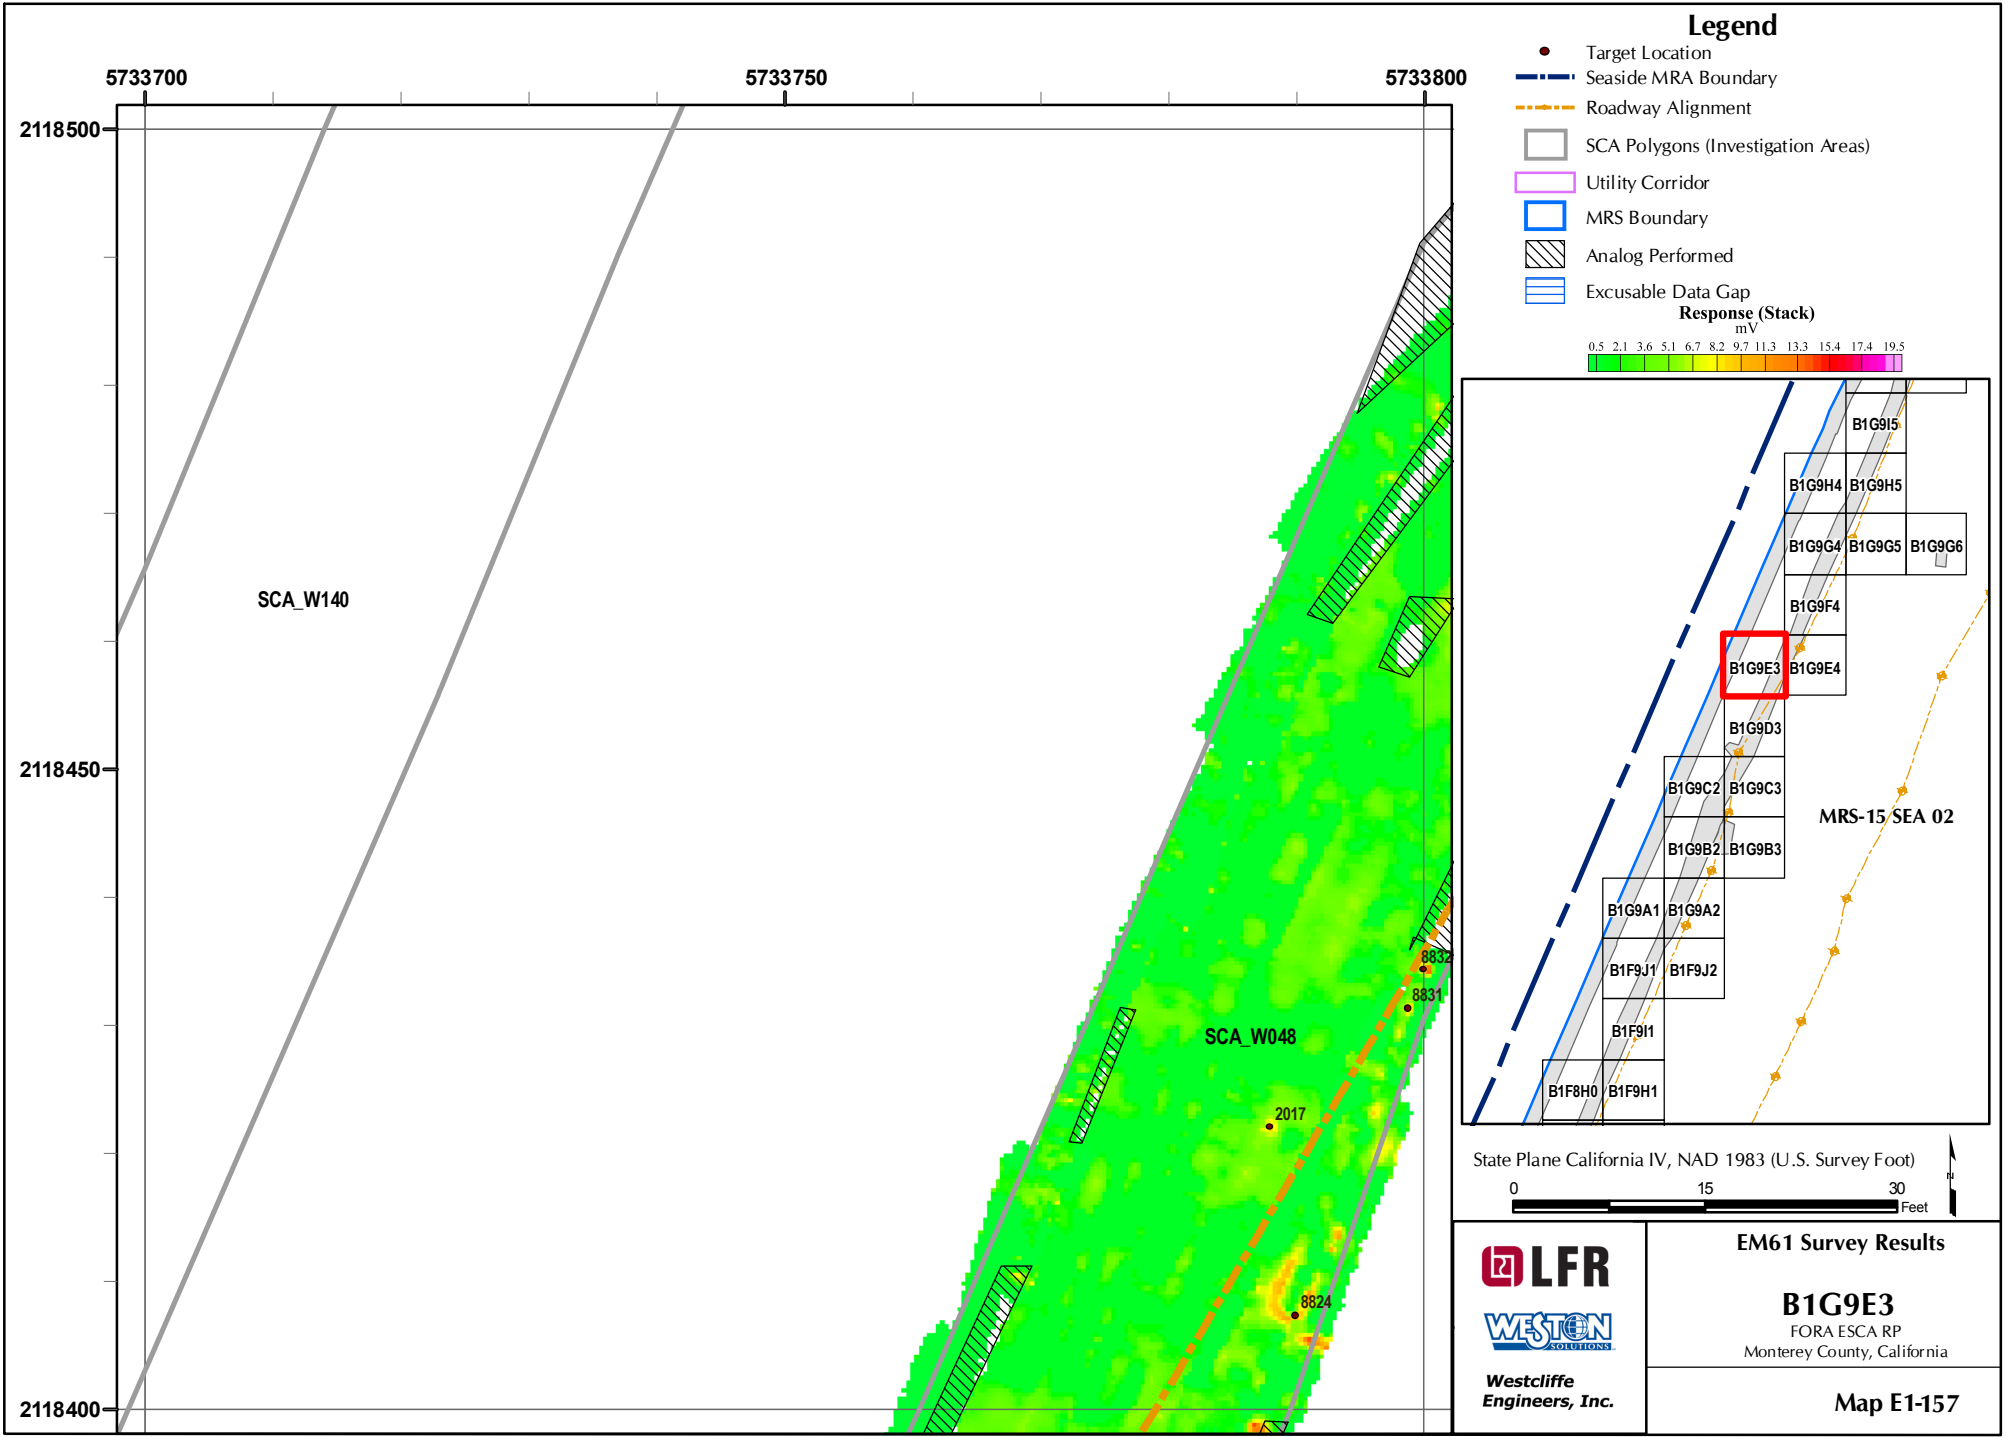 Legend
Target Location
Seaside MRA Boundary
Roadway Alignment
SCA Polygons (Investigation Areas)
Utility Corridor
MRS Boundary
Analog Performed
Excusable Data Gap
Response (Stack)
mV
0.5 2.1 3.6 5.1 6.7 8.2 9.7 11.3 13.3 15.4 17.4 19.5
5733700 5733750 5733800
2118500
2118450
2118400
SCA_W140
SCA_W048
8832
8831
2017
8824
B1G9I5
B1G9H4 B1G9H5
B1G9G4 B1G9G5 B1G9G6
B1G9F4
B1G9E3 B1G9E4
B1G9D3
B1G9C2 B1G9C3
MRS-15 SEA 02
B1G9B2 B1G9B3
B1G9A1 B1G9A2
B1F9J1 B1F9J2
B1F9I1
B1F8H0 B1F9H1
State Plane California IV, NAD 1983 (U.S. Survey Foot)
0 15 30
Feet
N
LFR
WESTON
SOLUTIONS
Westcliffe
Engineers, Inc.
EM61 Survey Results
B1G9E3
FORA ESCA RP
Monterey County, California
Map E1-157